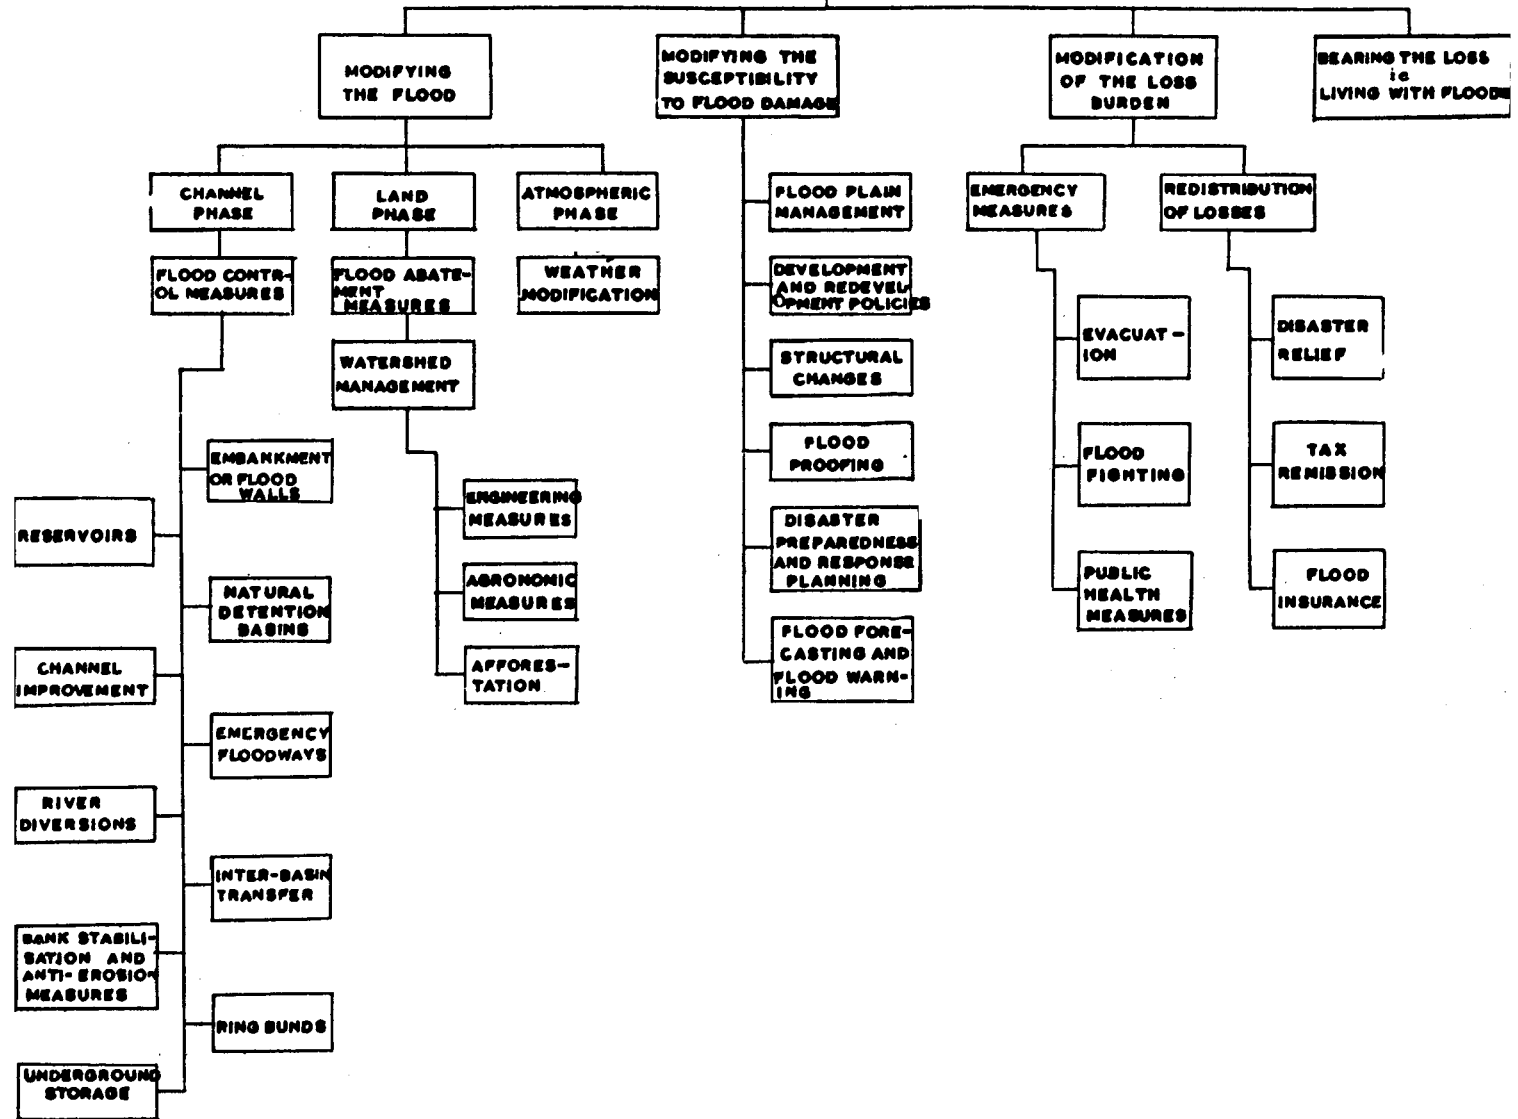 MODIFYING
THE FLOOD
MODIFYING THE
SUSCEPTIBILITY
TO FLOOD DAMAGE
MODIFICATION
OF THE LOSS
BURDEN
BEARING THE LOSS
ie
LIVING WITH FLOODS
CHANNEL
PHASE
LAND
PHASE
ATMOSPHERIC
PHASE
FLOOD CONTR-
OL MEASURES
FLOOD ABATE-
MENT
MEASURES
WEATHER
MODIFICATION
WATERSHED
MANAGEMENT
RESERVOIRS
EMBANKMENT
OR FLOOD
WALLS
NATURAL
DETENTION
BASINS
CHANNEL
IMPROVEMENT
EMERGENCY
FLOODWAYS
RIVER
DIVERSIONS
INTER-BASIN
TRANSFER
BANK STABILI-
SATION AND
ANTI-EROSION
MEASURES
RING BUNDS
UNDERGROUND
STORAGE
ENGINEERING
MEASURES
AGRONOMIC
MEASURES
AFFORES-
TATION
FLOOD PLAIN
MANAGEMENT
DEVELOPMENT
AND REDEVEL-
OPMENT POLICIES
STRUCTURAL
CHANGES
FLOOD
PROOFING
DISASTER
PREPAREDNESS
AND RESPONSE
PLANNING
FLOOD FORE-
CASTING AND
FLOOD WARN-
ING
EMERGENCY
MEASURES
REDISTRIBUTION
OF LOSSES
EVACUAT-
ION
FLOOD
FIGHTING
PUBLIC
HEALTH
MEASURES
DISASTER
RELIEF
TAX
REMISSION
FLOOD
INSURANCE